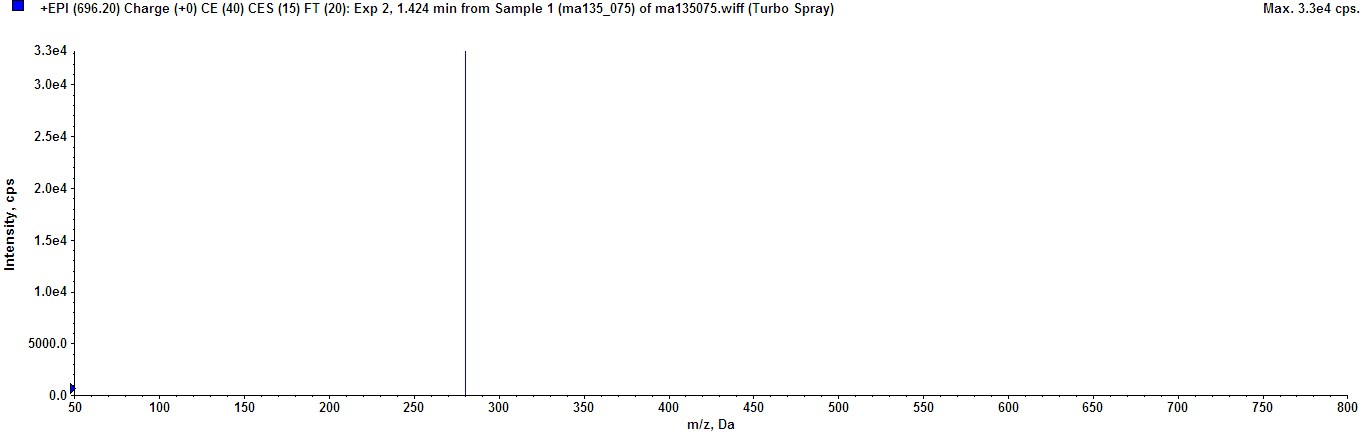 +EPI (696.20) Charge (+0) CE (40) CES (15) FT (20): Exp 2, 1.424 min from Sample 1 (ma135_075) of ma135075.wiff (Turbo Spray)
Max. 3.3e4 cps.
Intensity, cps
3.3e4
3.0e4
2.5e4
2.0e4
1.5e4
1.0e4
5000.0
0.0
50 100 150 200 250 300 350 400 450 500 550 600 650 700 750 800
m/z, Da